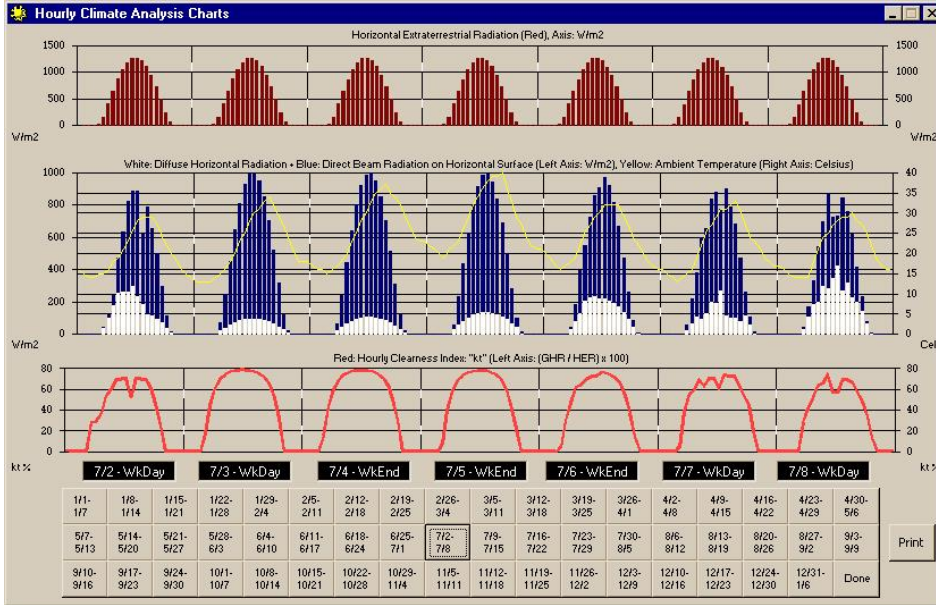 Hourly Climate Analysis Charts
Horizontal Extraterrestrial Radiation (Red), Axis: W/m2
1500 1500
1000 1000
500 500
0 0
W/m2 W/m2
White: Diffuse Horizontal Radiation • Blue: Direct Beam Radiation on Horizontal Surface (Left Axis: W/m2), Yellow: Ambient Temperature (Right Axis: Celsius)
1000 40
35
800
30
600 25
20
400
15
200 10
5
0 0
W/m2 Cel
Red: Hourly Clearness Index: "kt" (Left Axis: (GHR / HER) x 100)
80 80
60 60
40 40
20 20
0 0
kt % kt %
7/2 - WkDay 7/3 - WkDay 7/4 - WkEnd 7/5 - WkEnd 7/6 - WkEnd 7/7 - WkDay 7/8 - WkDay
1/1- 1/8- 1/15- 1/22- 1/29- 2/5- 2/12- 2/19- 2/26- 3/5- 3/12- 3/19- 3/26- 4/2- 4/9- 4/16- 4/23- 4/30-
1/7 1/14 1/21 1/28 2/4 2/11 2/18 2/25 3/4 3/11 3/18 3/25 4/1 4/8 4/15 4/22 4/29 5/6
5/7- 5/14- 5/21- 5/28- 6/4- 6/11- 6/18- 6/25- 7/2- 7/9- 7/16- 7/23- 7/30- 8/6- 8/13- 8/20- 8/27- 9/3-
5/13 5/20 5/27 6/3 6/10 6/17 6/24 7/1 7/8 7/15 7/22 7/29 8/5 8/12 8/19 8/26 9/2 9/9
Print
9/10- 9/17- 9/24- 10/1- 10/8- 10/15- 10/22- 10/29- 11/5- 11/12- 11/19- 11/26- 12/3- 12/10- 12/17- 12/24- 12/31- Done
9/16 9/23 9/30 10/7 10/14 10/21 10/28 11/4 11/11 11/18 11/25 12/2 12/9 12/16 12/23 12/30 1/6